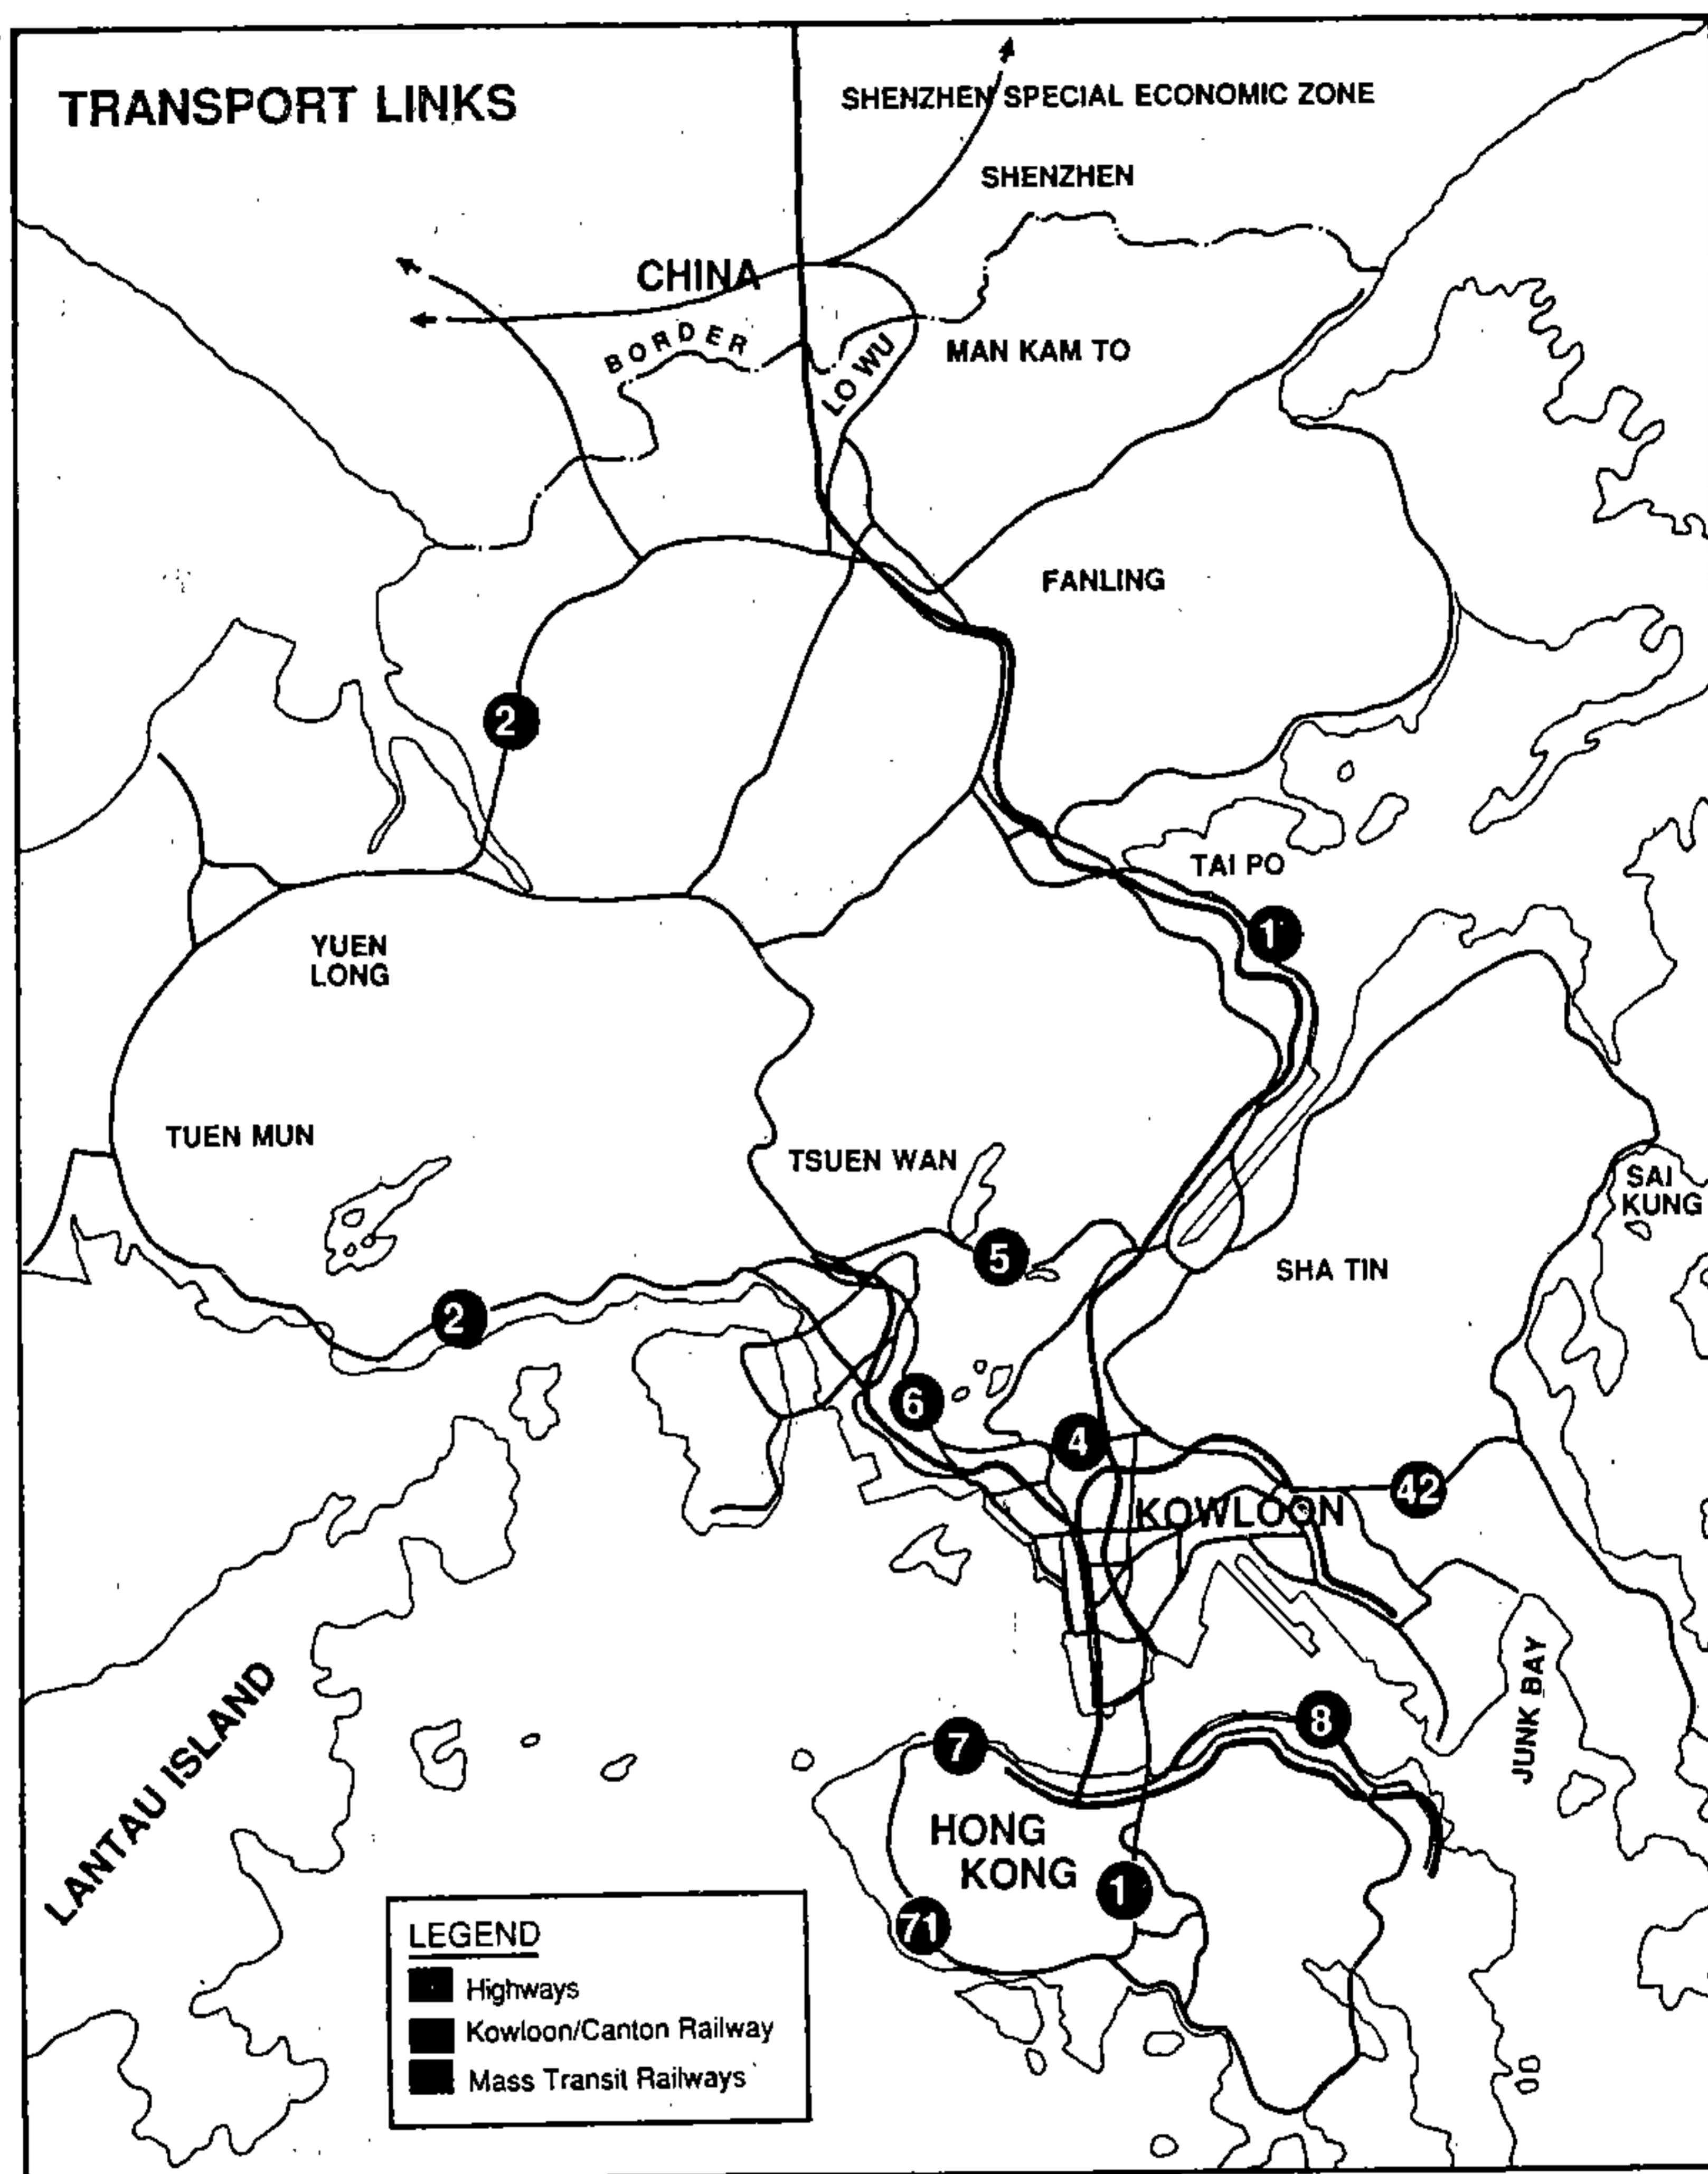 TRANSPORT LINKS
SHENZHEN SPECIAL ECONOMIC ZONE
SHENZHEN
CHINA
BORDER
LO WU
MAN KAM TO
FANLING
2
TAI PO
1
YUEN
LONG
TUEN MUN
TSUEN WAN
SAI
KUNG
5
SHA TIN
2
6
4
42
KOWLOON
LANTAU ISLAND
JUNK BAY
8
7
HONG
KONG
1
71
LEGEND
Highways
Kowloon/Canton Railway
Mass Transit Railways